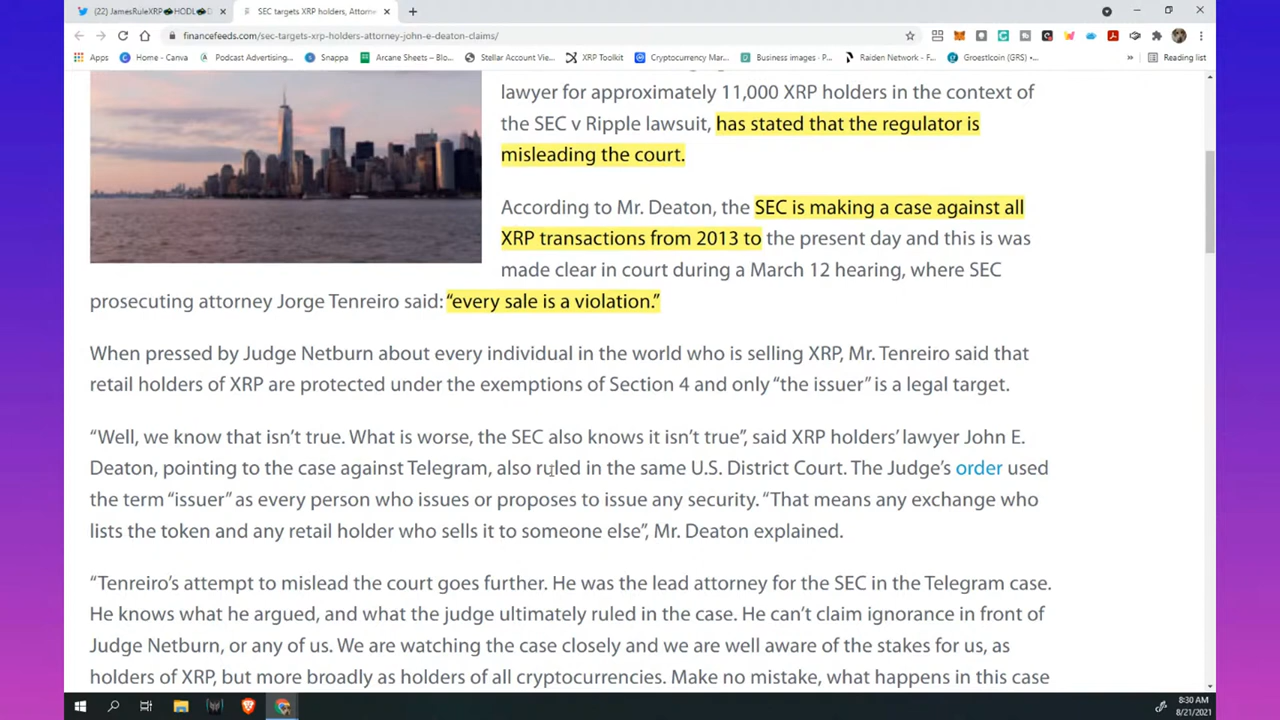 (22) JamesRuleXRP HODL
SEC targets XRP holders, Attorne
financefeeds.com/sec-targets-xrp-holders-attorney-john-e-deaton-claims/
Apps
Home - Canva
Podcast Advertising...
Snappa
Arcane Sheets – Blo...
Stellar Account Vie...
XRP Toolkit
Cryptocurrency Mar...
Business images · P...
Raiden Network - F...
Groestlcoin (GRS) •...
»
Reading list
lawyer for approximately 11,000 XRP holders in the context of
the SEC v Ripple lawsuit, has stated that the regulator is
misleading the court.
According to Mr. Deaton, the SEC is making a case against all
XRP transactions from 2013 to the present day and this is was
made clear in court during a March 12 hearing, where SEC
prosecuting attorney Jorge Tenreiro said: “every sale is a violation.”
When pressed by Judge Netburn about every individual in the world who is selling XRP, Mr. Tenreiro said that
retail holders of XRP are protected under the exemptions of Section 4 and only “the issuer” is a legal target.
“Well, we know that isn’t true. What is worse, the SEC also knows it isn’t true”, said XRP holders’ lawyer John E.
Deaton, pointing to the case against Telegram, also ruled in the same U.S. District Court. The Judge’s order used
the term “issuer” as every person who issues or proposes to issue any security. “That means any exchange who
lists the token and any retail holder who sells it to someone else”, Mr. Deaton explained.
“Tenreiro’s attempt to mislead the court goes further. He was the lead attorney for the SEC in the Telegram case.
He knows what he argued, and what the judge ultimately ruled in the case. He can’t claim ignorance in front of
Judge Netburn, or any of us. We are watching the case closely and we are well aware of the stakes for us, as
holders of XRP, but more broadly as holders of all cryptocurrencies. Make no mistake, what happens in this case
8:30 AM
8/21/2021